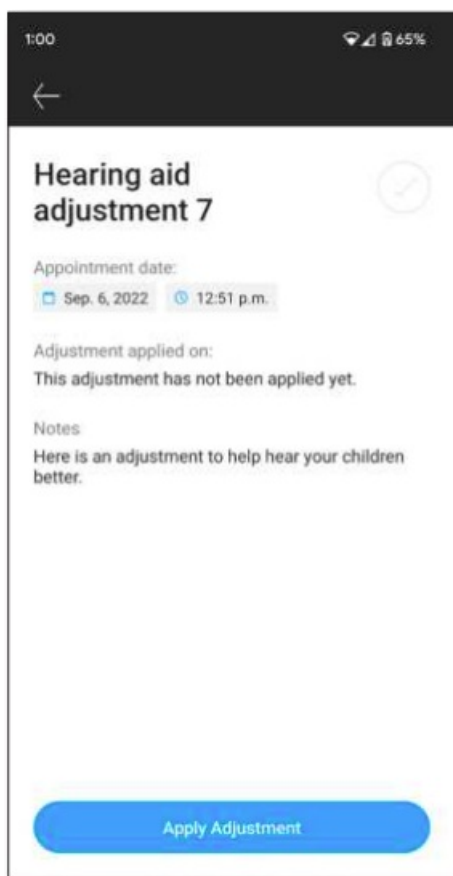 1:00 65%
Hearing aid
adjustment 7
Appointment date:
Sep. 6, 2022 12:51 p.m.
Adjustment applied on:
This adjustment has not been applied yet.
Notes
Here is an adjustment to help hear your children
better.
Apply Adjustment